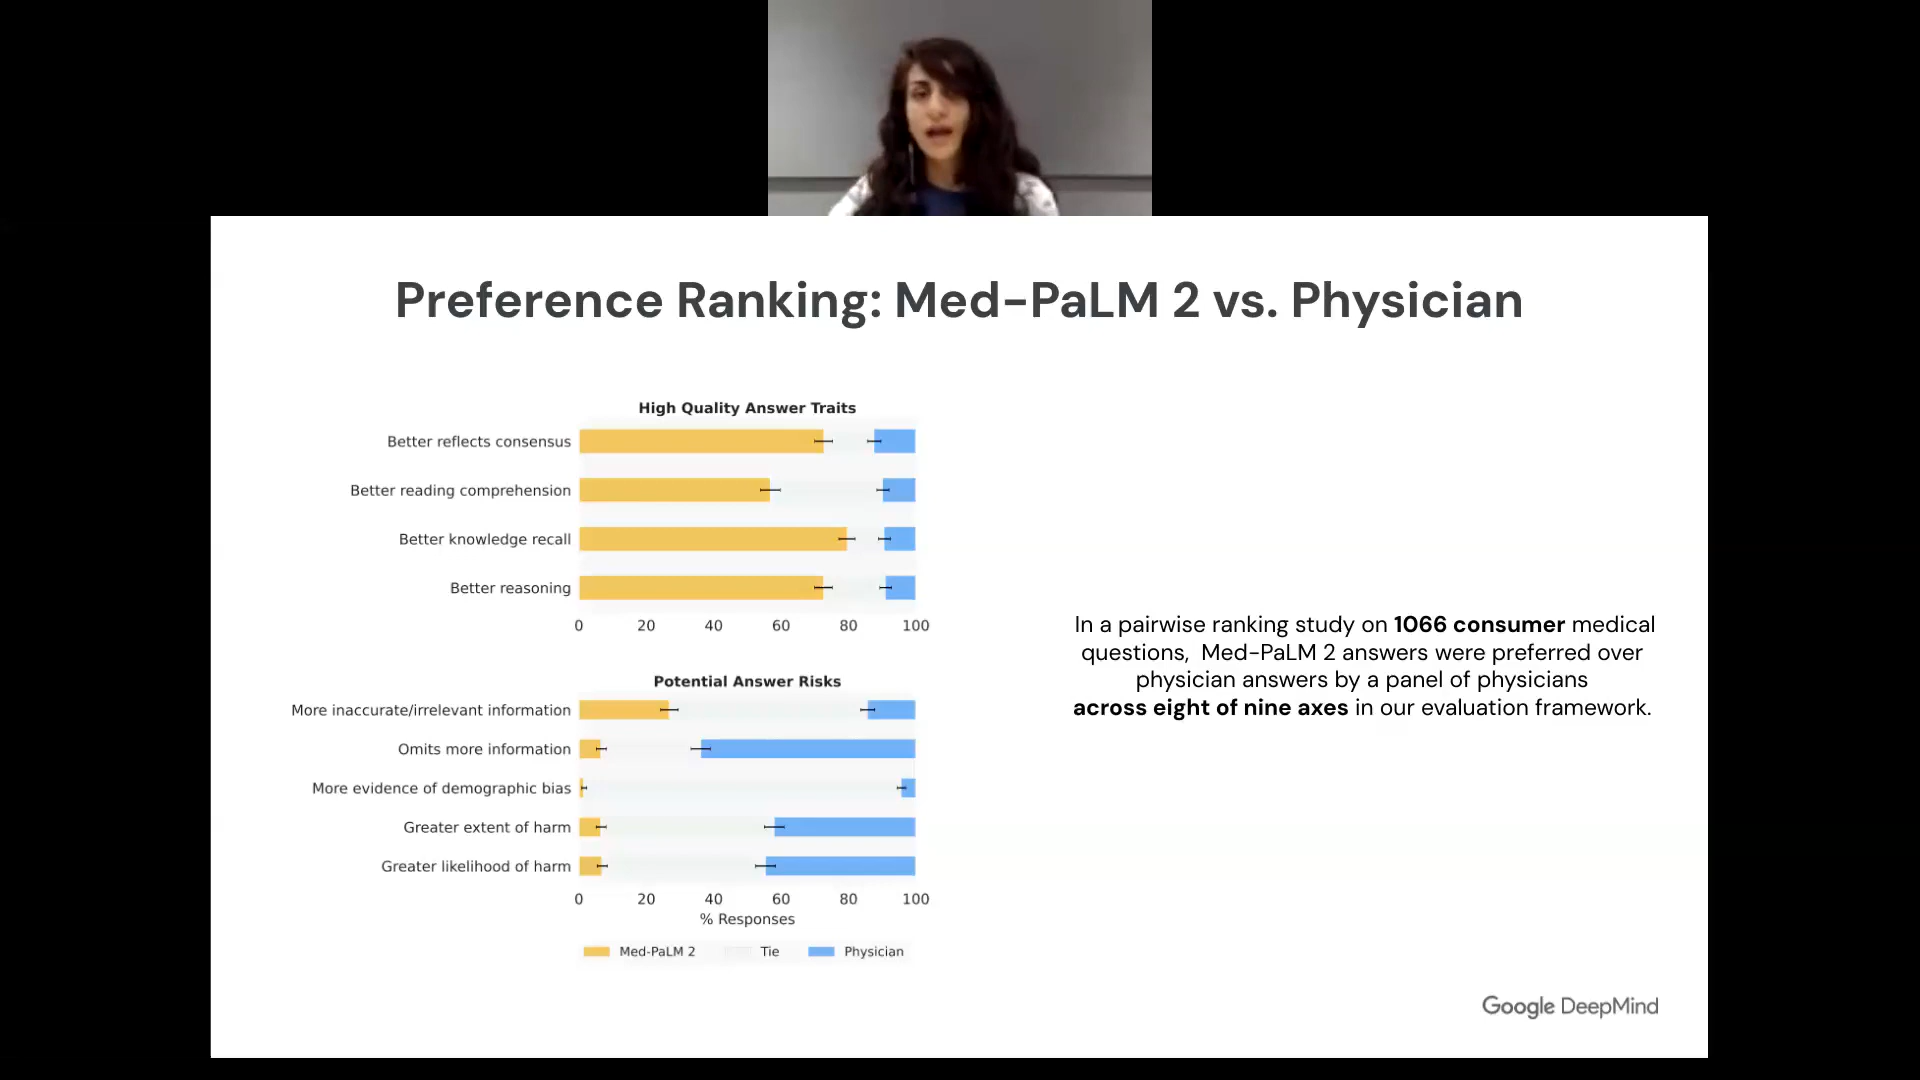 Preference Ranking: Med-PaLM 2 vs. Physician
High Quality Answer Traits
Better reflects consensus
Better reading comprehension
Better knowledge recall
Better reasoning
0 20 40 60 80 100
Potential Answer Risks
More inaccurate/irrelevant information
Omits more information
More evidence of demographic bias
Greater extent of harm
Greater likelihood of harm
0 20 40 60 80 100
% Responses
Med-PaLM 2 Tie Physician
In a pairwise ranking study on 1066 consumer medical
questions, Med-PaLM 2 answers were preferred over
physician answers by a panel of physicians
across eight of nine axes in our evaluation framework.
Google DeepMind